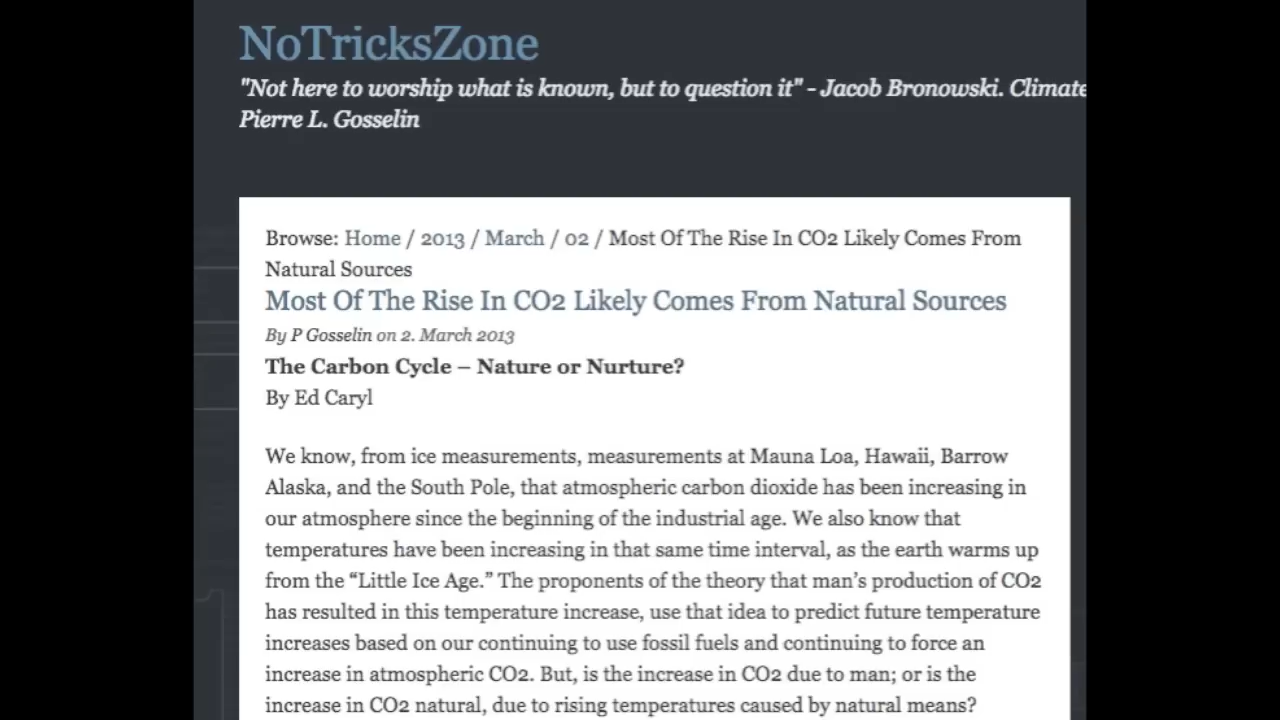 NoTricksZone
"Not here to worship what is known, but to question it" - Jacob Bronowski. Climate
Pierre L. Gosselin
Browse: Home / 2013 / March / 02 / Most Of The Rise In CO2 Likely Comes From
Natural Sources
Most Of The Rise In CO2 Likely Comes From Natural Sources
By P Gosselin on 2. March 2013
The Carbon Cycle – Nature or Nurture?
By Ed Caryl
We know, from ice measurements, measurements at Mauna Loa, Hawaii, Barrow
Alaska, and the South Pole, that atmospheric carbon dioxide has been increasing in
our atmosphere since the beginning of the industrial age. We also know that
temperatures have been increasing in that same time interval, as the earth warms up
from the “Little Ice Age.” The proponents of the theory that man’s production of CO2
has resulted in this temperature increase, use that idea to predict future temperature
increases based on our continuing to use fossil fuels and continuing to force an
increase in atmospheric CO2. But, is the increase in CO2 due to man; or is the
increase in CO2 natural, due to rising temperatures caused by natural means?